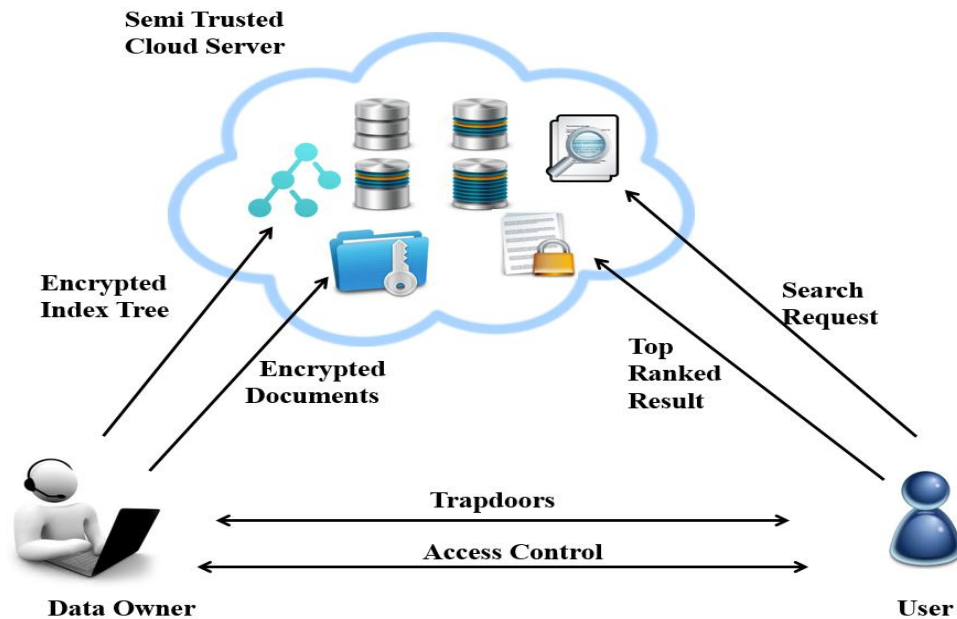 Semi Trusted
Cloud Server
Encrypted
Index Tree
Encrypted
Documents
Search
Request
Top
Ranked
Result
Trapdoors
Access Control
Data Owner
User